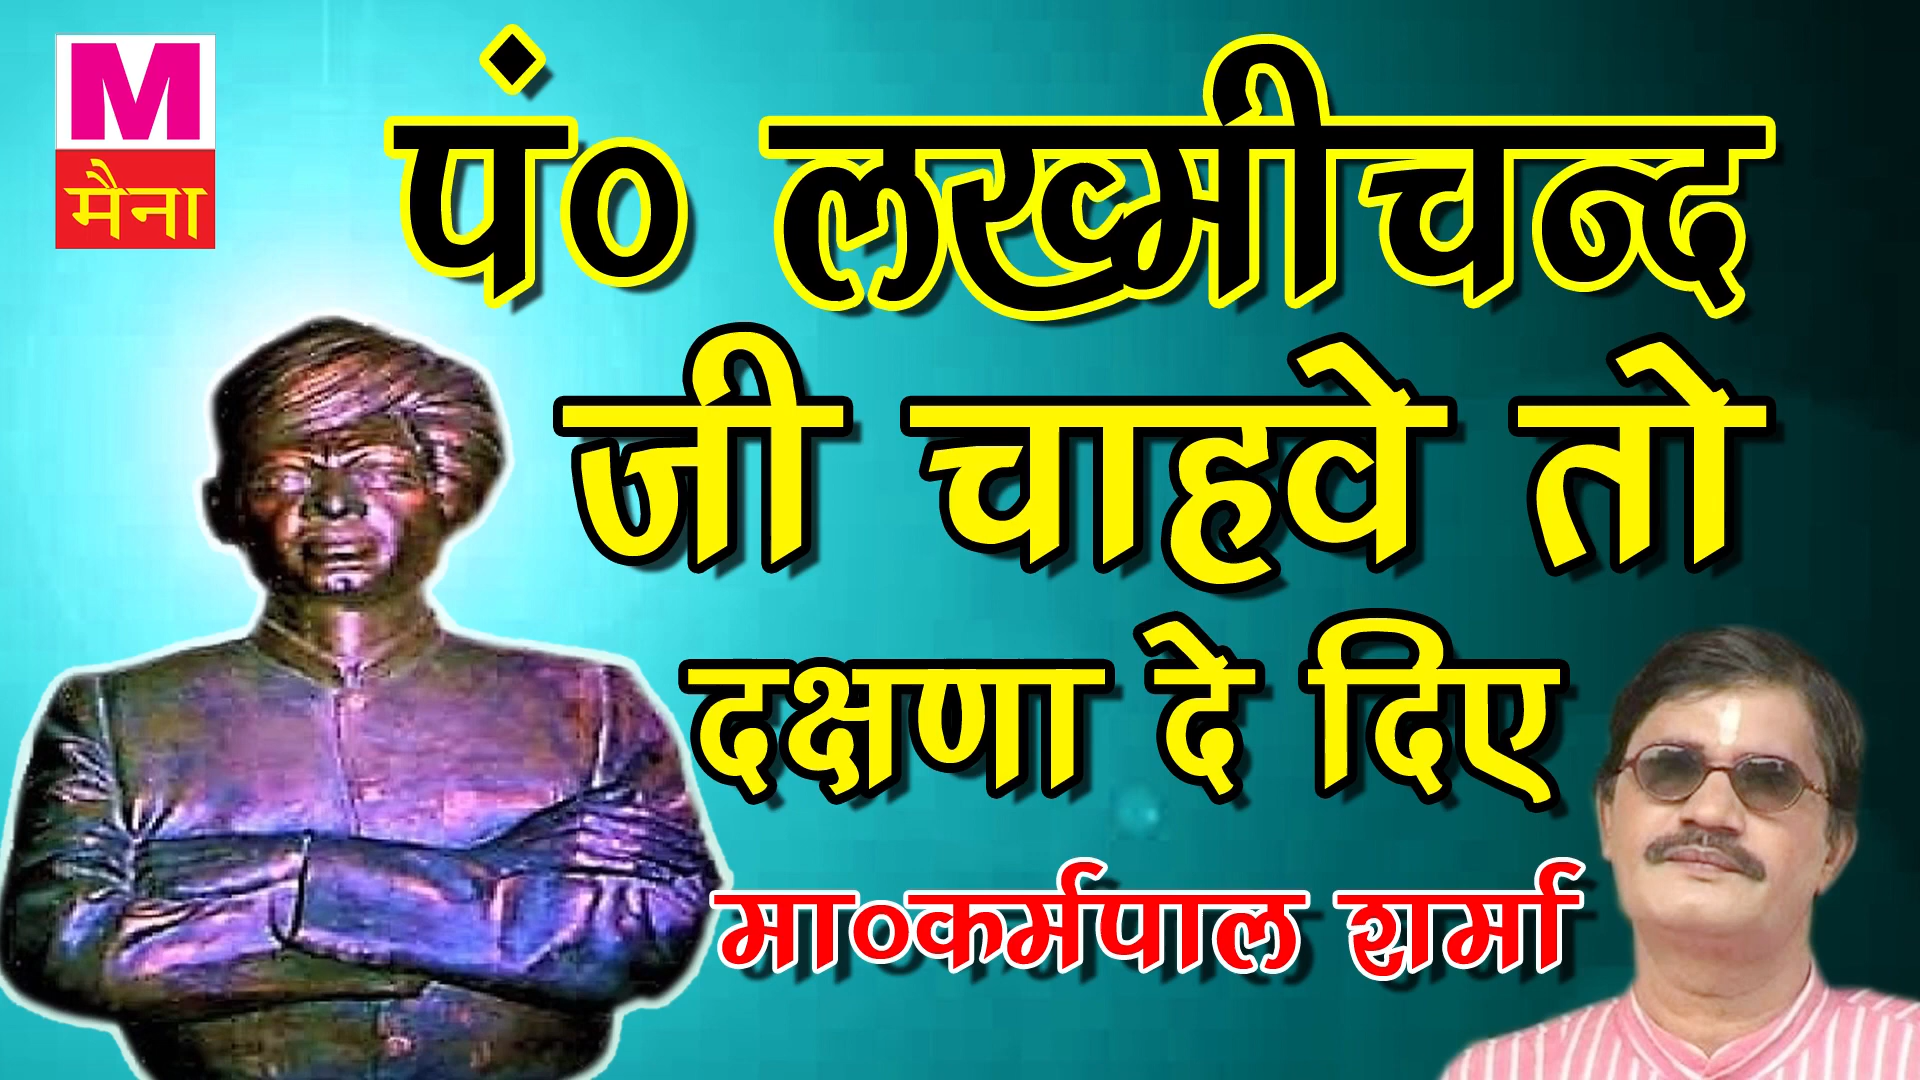 M
मैना
पं० लख्मीचन्द
जी चाहवे तो
दक्षणा दे दिए
मा०कर्मपाल शर्मा